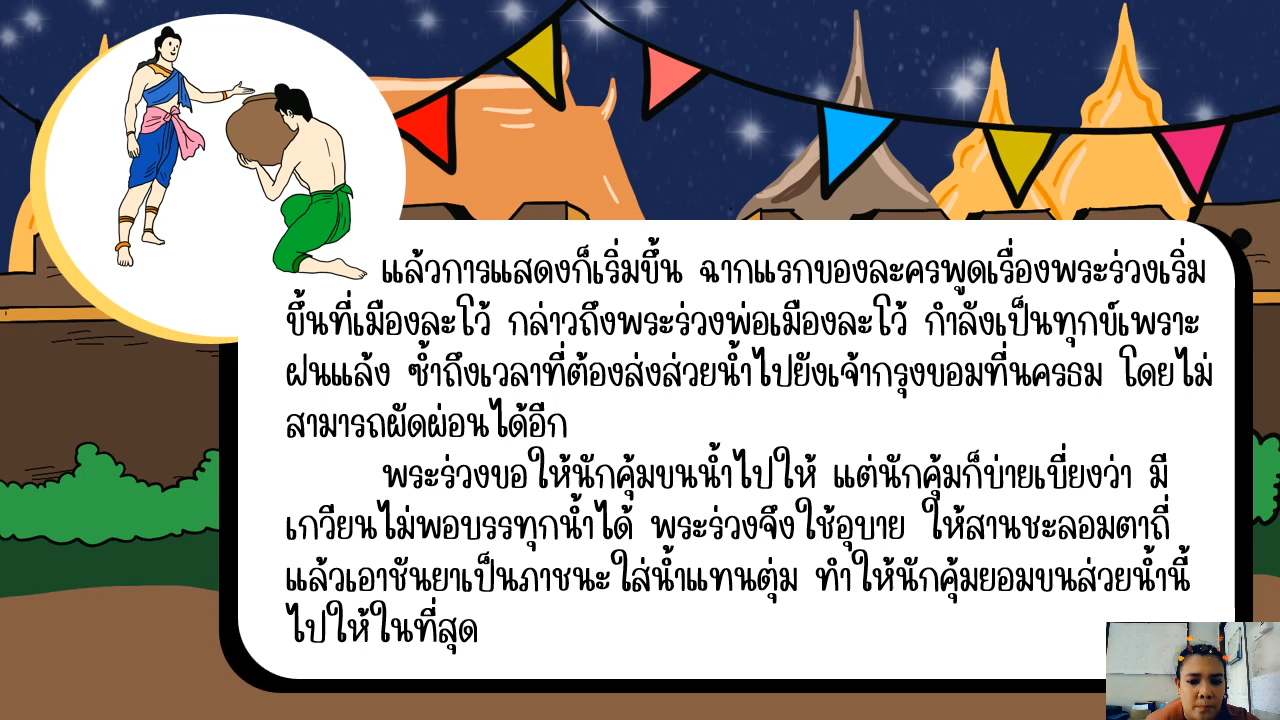 แล้วการแสดงก็เริ่มขึ้น ฉากแรกของละครพูดเรื่องพระร่วงเริ่ม
ขึ้นที่เมืองละโว้ กล่าวถึงพระร่วงพ่อเมืองละโว้ กำลังเป็นทุกข์เพราะ
ฝนแล้ง ซ้ำถึงเวลาที่ต้องส่งส่วยน้ำไปยังเจ้ากรุงขอมที่นครธม โดยไม่
สามารถผัดผ่อนได้อีก
พระร่วงขอให้นักคุ้มขนน้ำไปให้ แต่นักคุ้มก็บ่ายเบี่ยงว่า มี
เกวียนไม่พอบรรทุกน้ำได้ พระร่วงจึงใช้อุบาย ให้สานชะลอมตาถี่
แล้วเอาชันยาเป็นภาชนะใส่น้ำแทนตุ่ม ทำให้นักคุ้มยอมขนส่วยน้ำนี้
ไปให้ในที่สุด